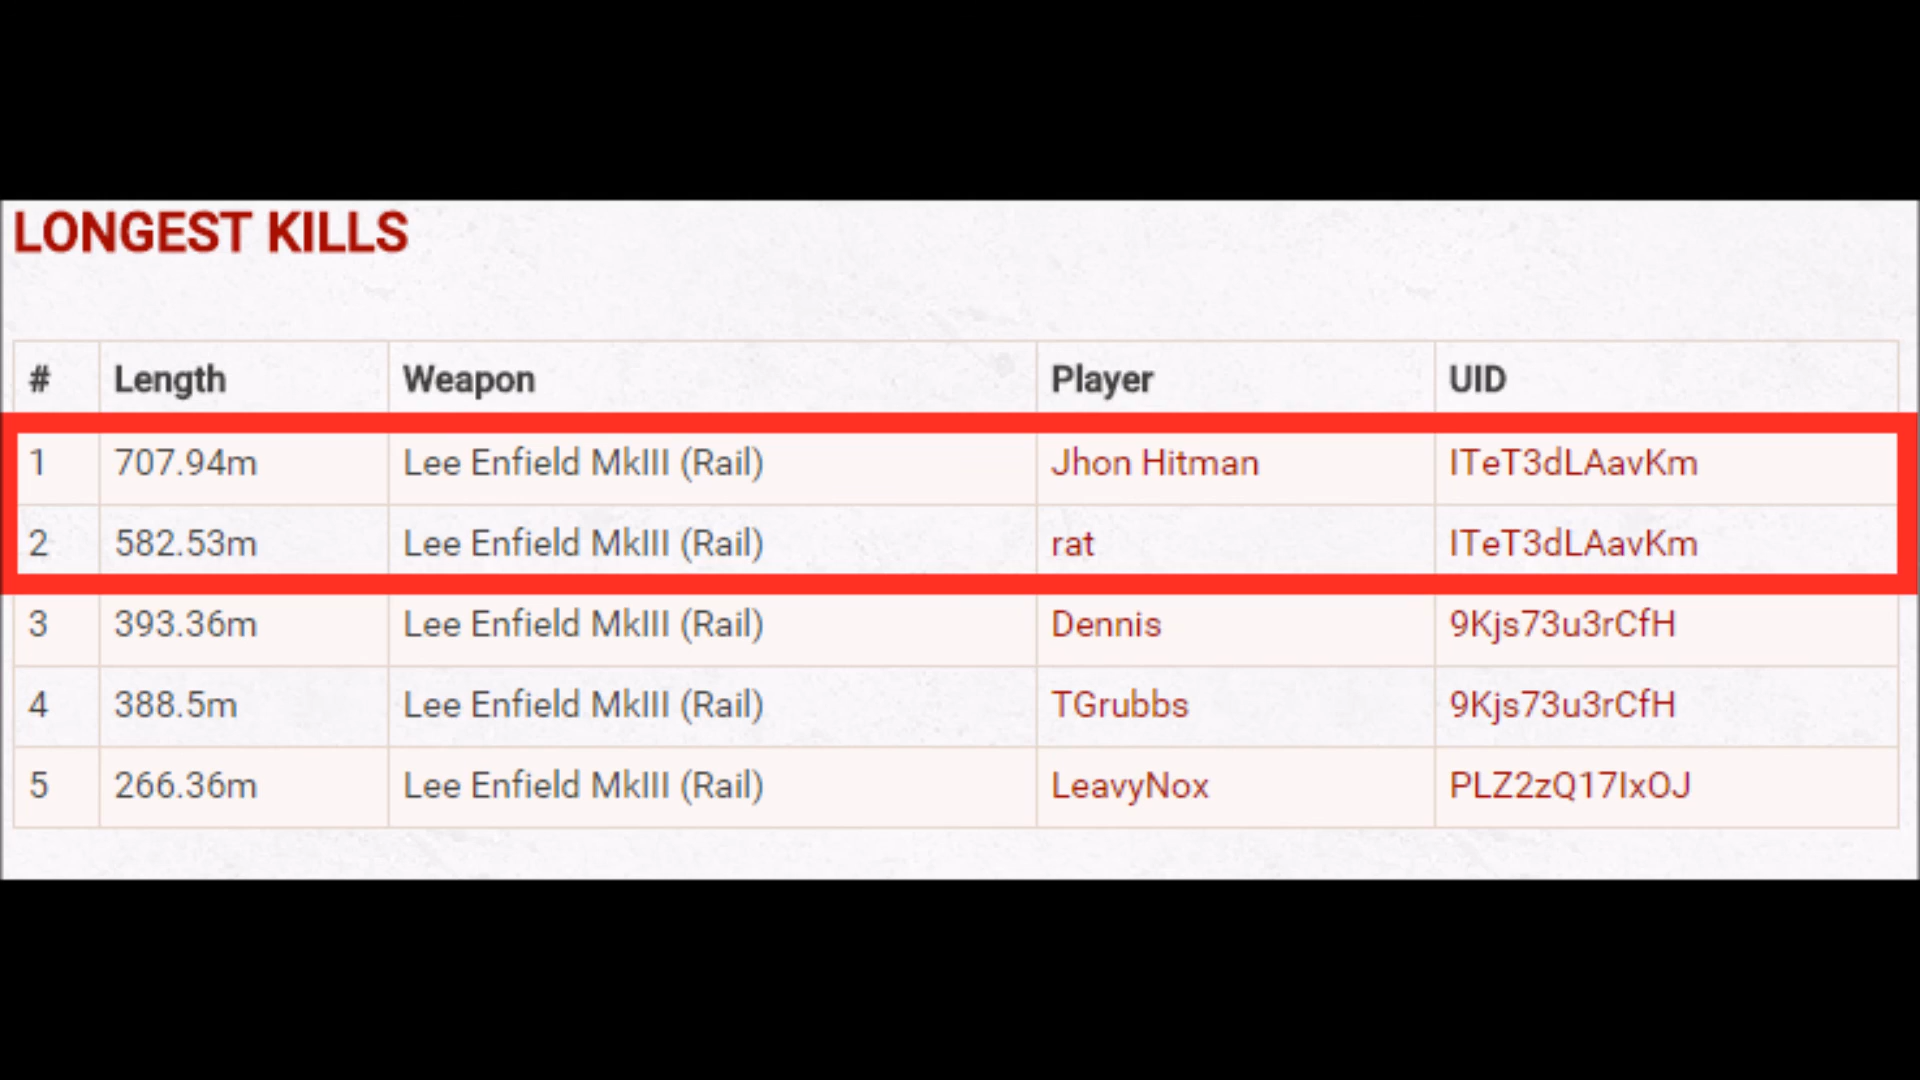 LONGEST KILLS
# Length Weapon Player UID
1 707.94m Lee Enfield MkIII (Rail) Jhon Hitman ITeT3dLAavKm
2 582.53m Lee Enfield MkIII (Rail) rat ITeT3dLAavKm
3 393.36m Lee Enfield MkIII (Rail) Dennis 9Kjs73u3rCfH
4 388.5m Lee Enfield MkIII (Rail) TGrubbs 9Kjs73u3rCfH
5 266.36m Lee Enfield MkIII (Rail) LeavyNox PLZ2zQ17IxOJ